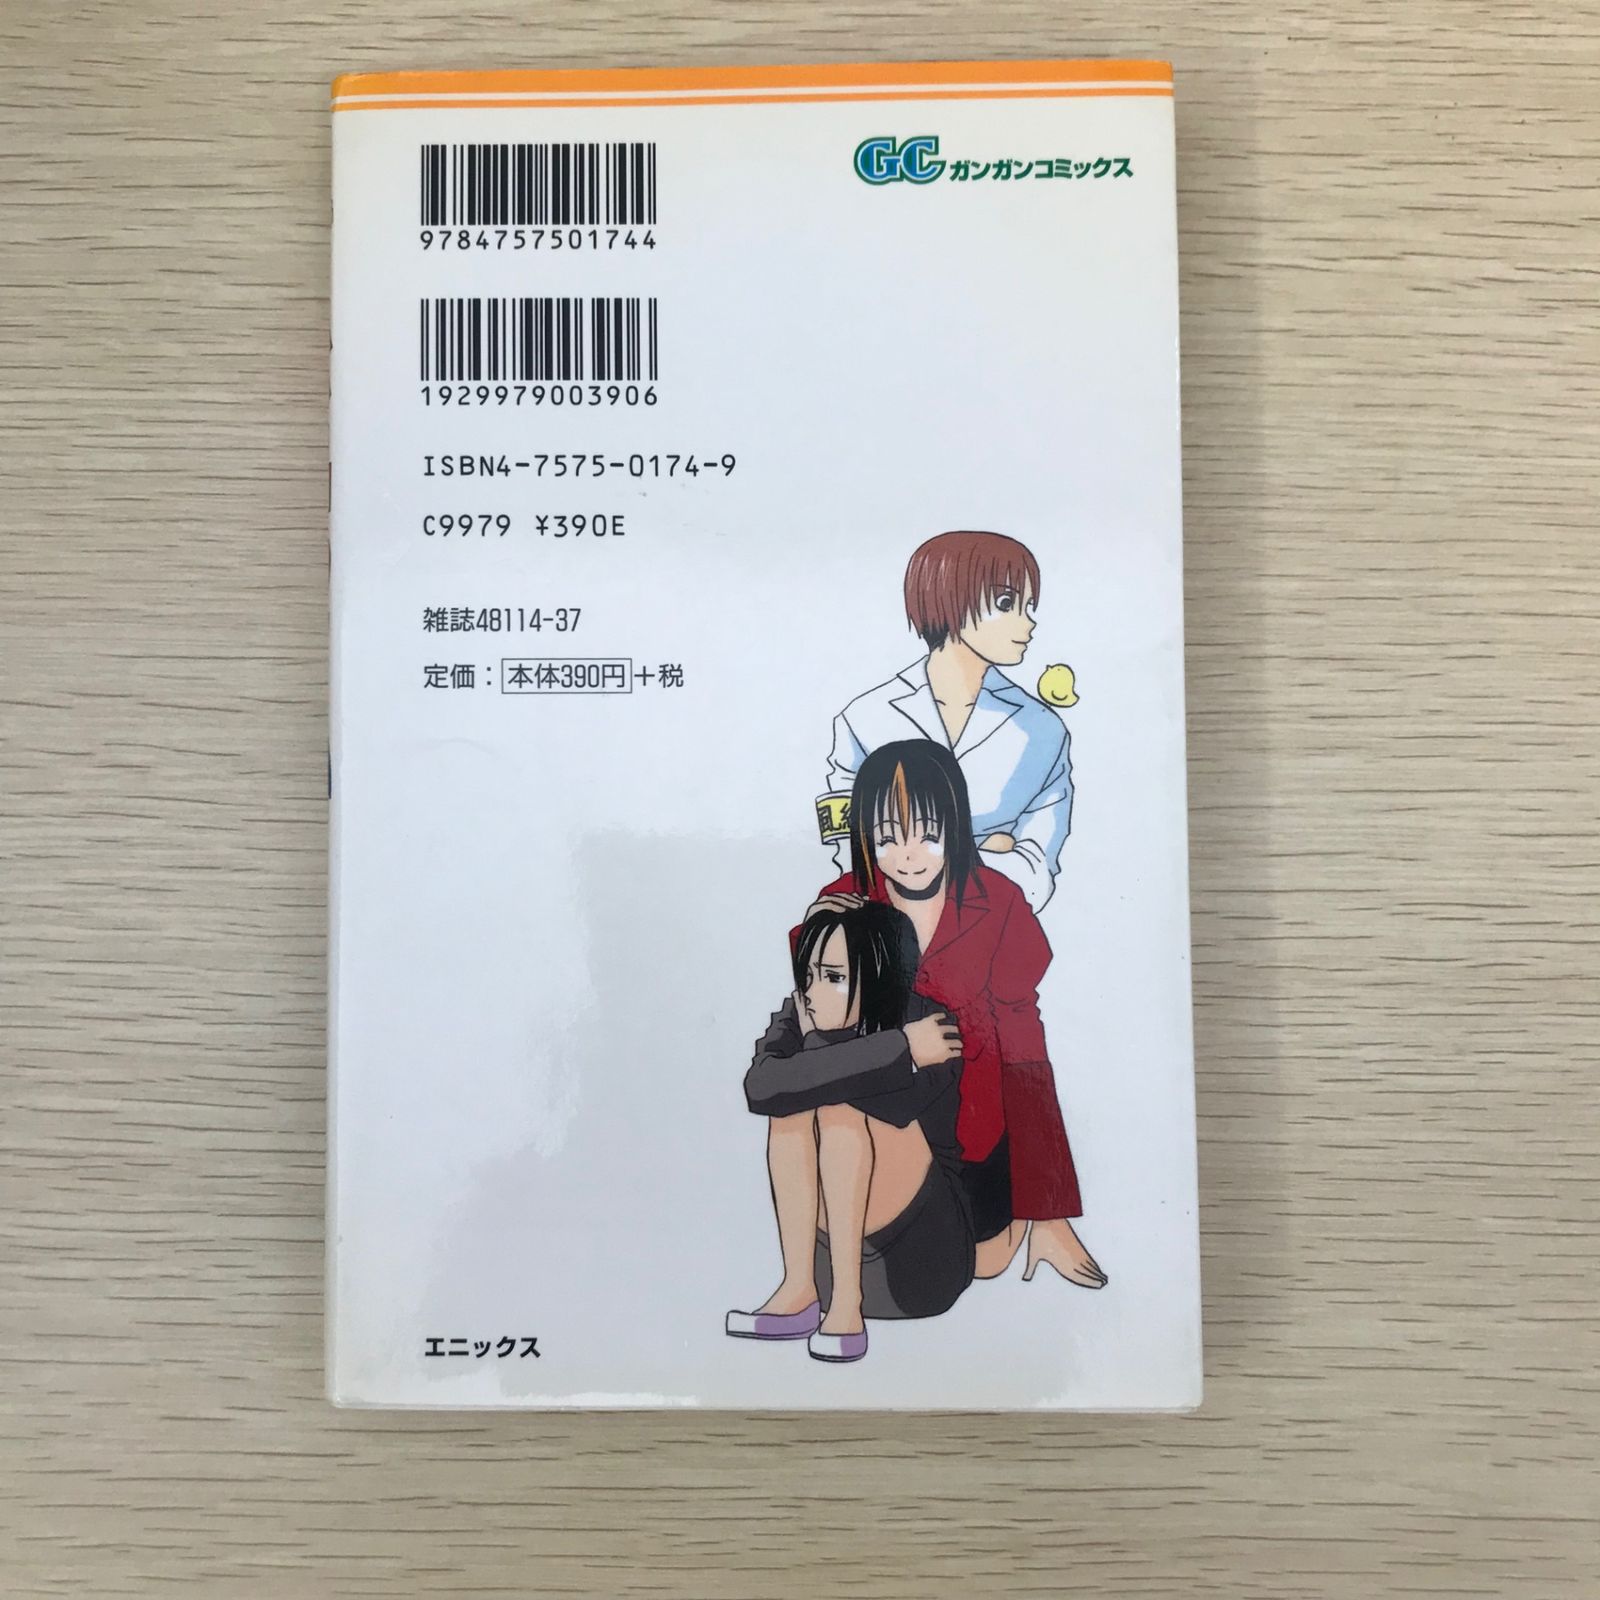 9784757501744
GC ガンガンコミックス
1929979003906
ISBN4-7575-0174-9
C9979 ¥390E
雑誌48114-37
定価：本体390円+税
風紀
エニックス